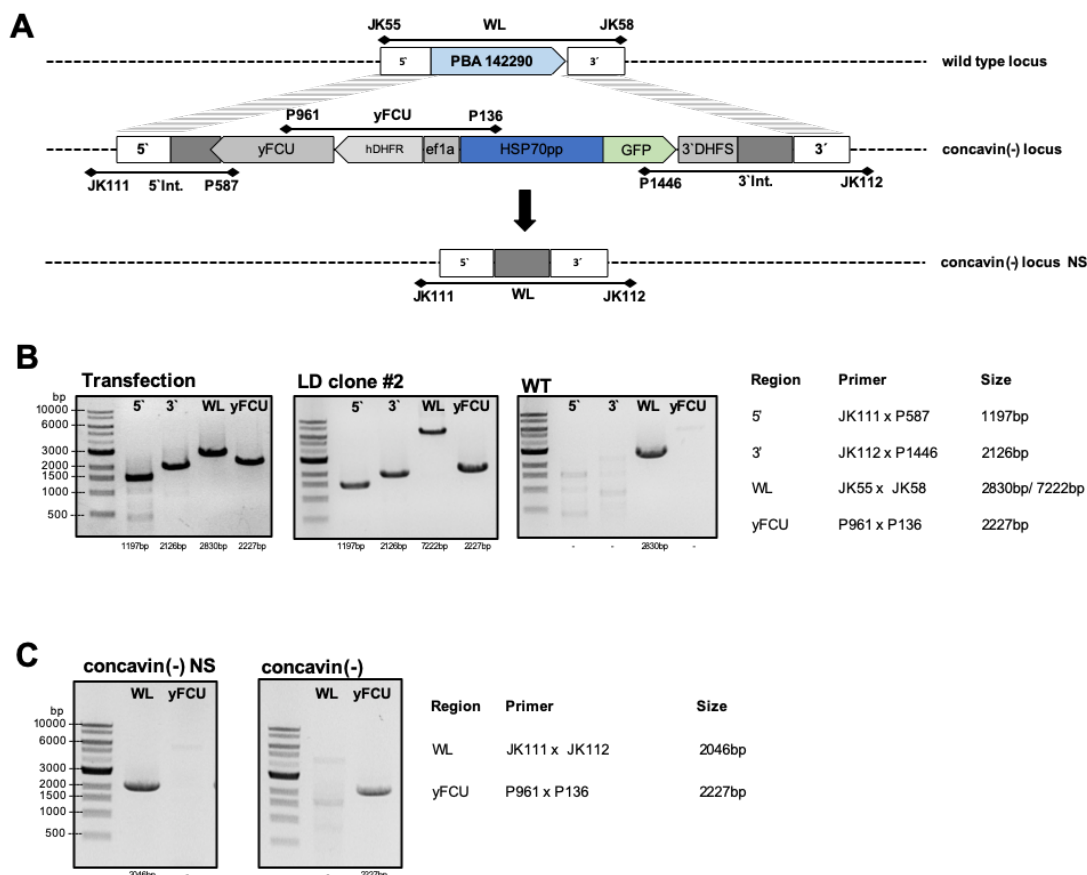 A
JK55 WL JK58
5` PBA 142290 3´
wild type locus
P961 yFCU P136
5` yFCU hDHFR ef1a HSP70pp GFP 3`DHFS 3´
concavin(-) locus
JK111 5`Int. P587 P1446 3`Int. JK112
5` 3´
concavin(-) locus NS
JK111 WL JK112
B
Transfection
bp 5` 3` WL yFCU
10000
6000
3000
2000
1500
1000
500
1197bp 2126bp 2830bp 2227bp
LD clone #2
5` 3` WL yFCU
1197bp 2126bp 7222bp 2227bp
WT
5` 3` WL yFCU
- - 2830bp -
Region Primer Size
5' JK111 x P587 1197bp
3' JK112 x P1446 2126bp
WL JK55 x JK58 2830bp/ 7222bp
yFCU P961 x P136 2227bp
C
concavin(-) NS
bp WL yFCU
10000
6000
3000
2000
1500
1000
500
2046bp -
concavin(-)
WL yFCU
- 2227bp
Region Primer Size
WL JK111 x JK112 2046bp
yFCU P961 x P136 2227bp